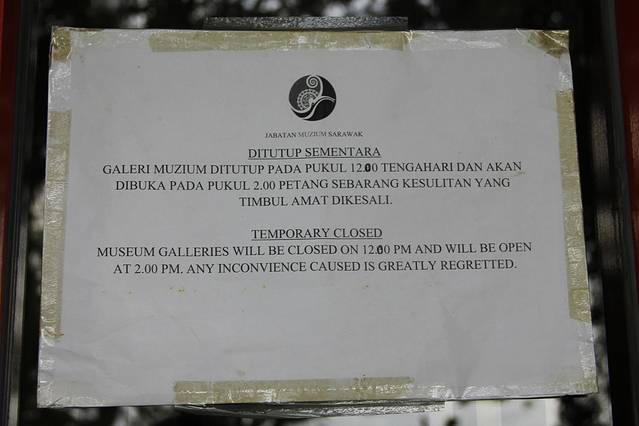 JABATAN MUZIUM SARAWAK
DITUTUP SEMENTARA
GALERI MUZIUM DITUTUP PADA PUKUL 12.00 TENGAHARI DAN AKAN
DIBUKA PADA PUKUL 2.00 PETANG SEBARANG KESULITAN YANG
TIMBUL AMAT DIKESALI.
TEMPORARY CLOSED
MUSEUM GALLERIES WILL BE CLOSED ON 12.00 PM AND WILL BE OPEN
AT 2.00 PM. ANY INCONVIENCE CAUSED IS GREATLY REGRETTED.